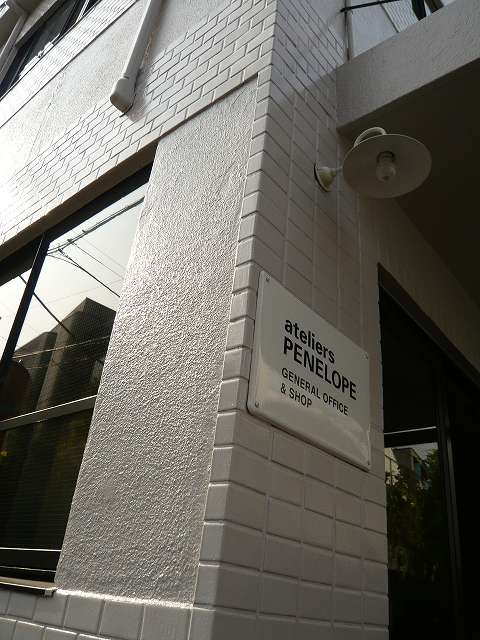 ateliers
PENELOPE
GENERAL OFFICE
& SHOP